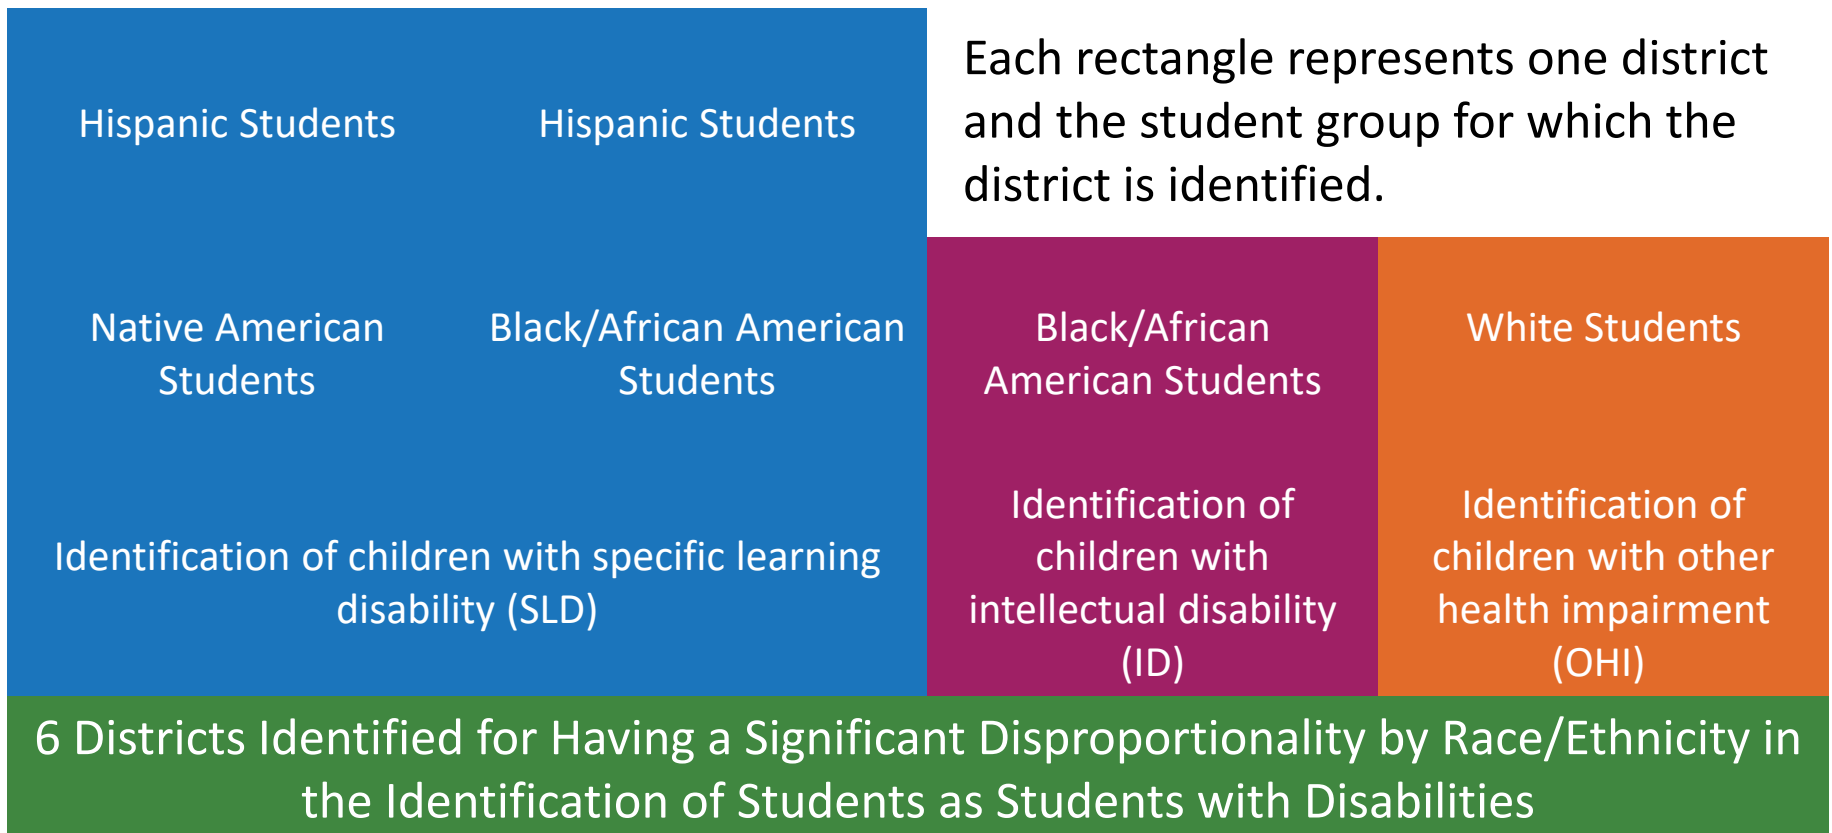 Hispanic Students
Hispanic Students
Each rectangle represents one district
and the student group for which the
district is identified.
Native American
Students
Black/African American
Students
Black/African
American Students
White Students
Identification of children with specific learning
disability (SLD)
Identification of
children with
intellectual disability
(ID)
Identification of
children with other
health impairment
(OHI)
6 Districts Identified for Having a Significant Disproportionality by Race/Ethnicity in
the Identification of Students as Students with Disabilities